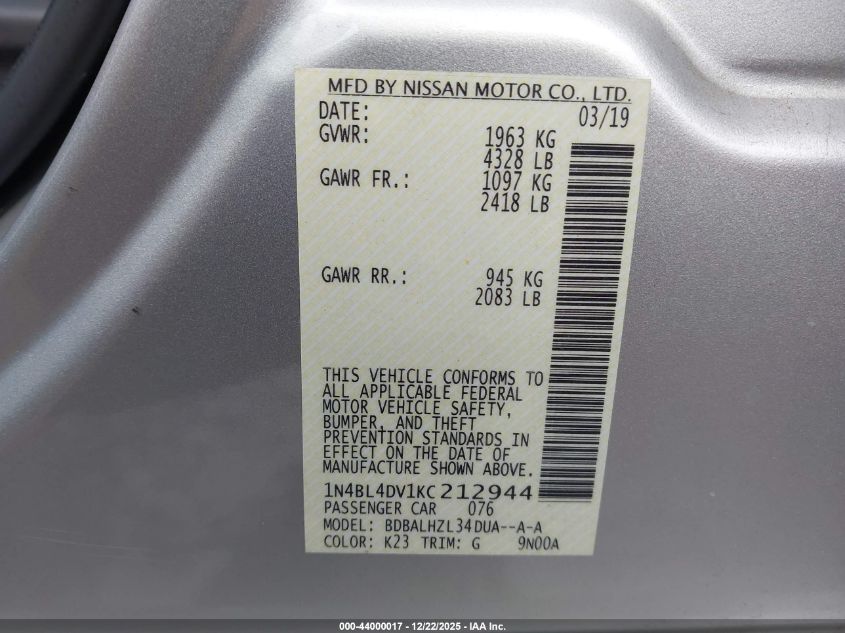 MFD BY NISSAN MOTOR CO., LTD.
DATE: 03/19
GVWR: 1963 KG
4328 LB
GAWR FR.: 1097 KG
2418 LB
GAWR RR.: 945 KG
2083 LB
THIS VEHICLE CONFORMS TO
ALL APPLICABLE FEDERAL
MOTOR VEHICLE SAFETY,
BUMPER, AND THEFT
PREVENTION STANDARDS IN
EFFECT ON THE DATE OF
MANUFACTURE SHOWN ABOVE.
1N4BL4DV1KC212944
PASSENGER CAR 076
MODEL: BDBALHZL34DUA--A-A
COLOR: K23 TRIM: G 9N00A
000-44000017 - 12/22/2025 - IAA Inc.